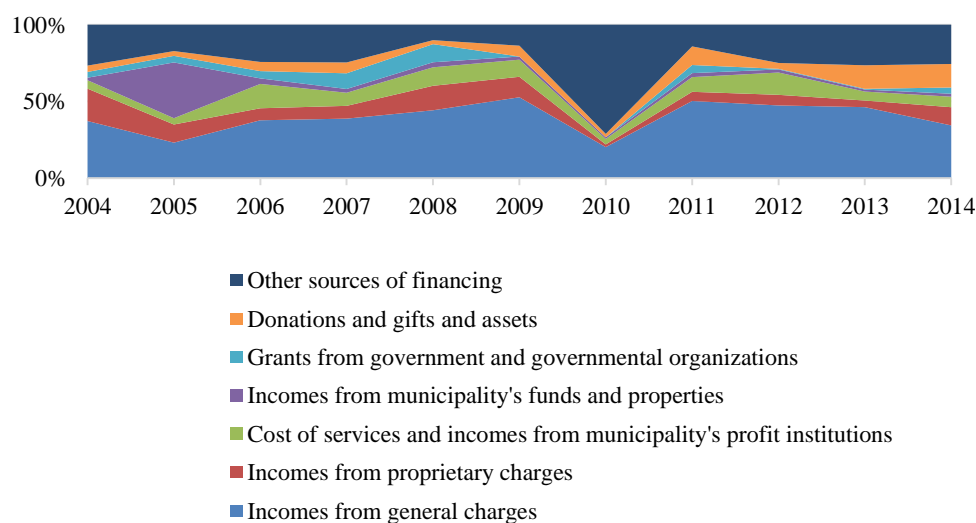 100%
50%
0%
2004 2005 2006 2007 2008 2009 2010 2011 2012 2013 2014
Other sources of financing
Donations and gifts and assets
Grants from government and governmental organizations
Incomes from municipality's funds and properties
Cost of services and incomes from municipality's profit institutions
Incomes from proprietary charges
Incomes from general charges